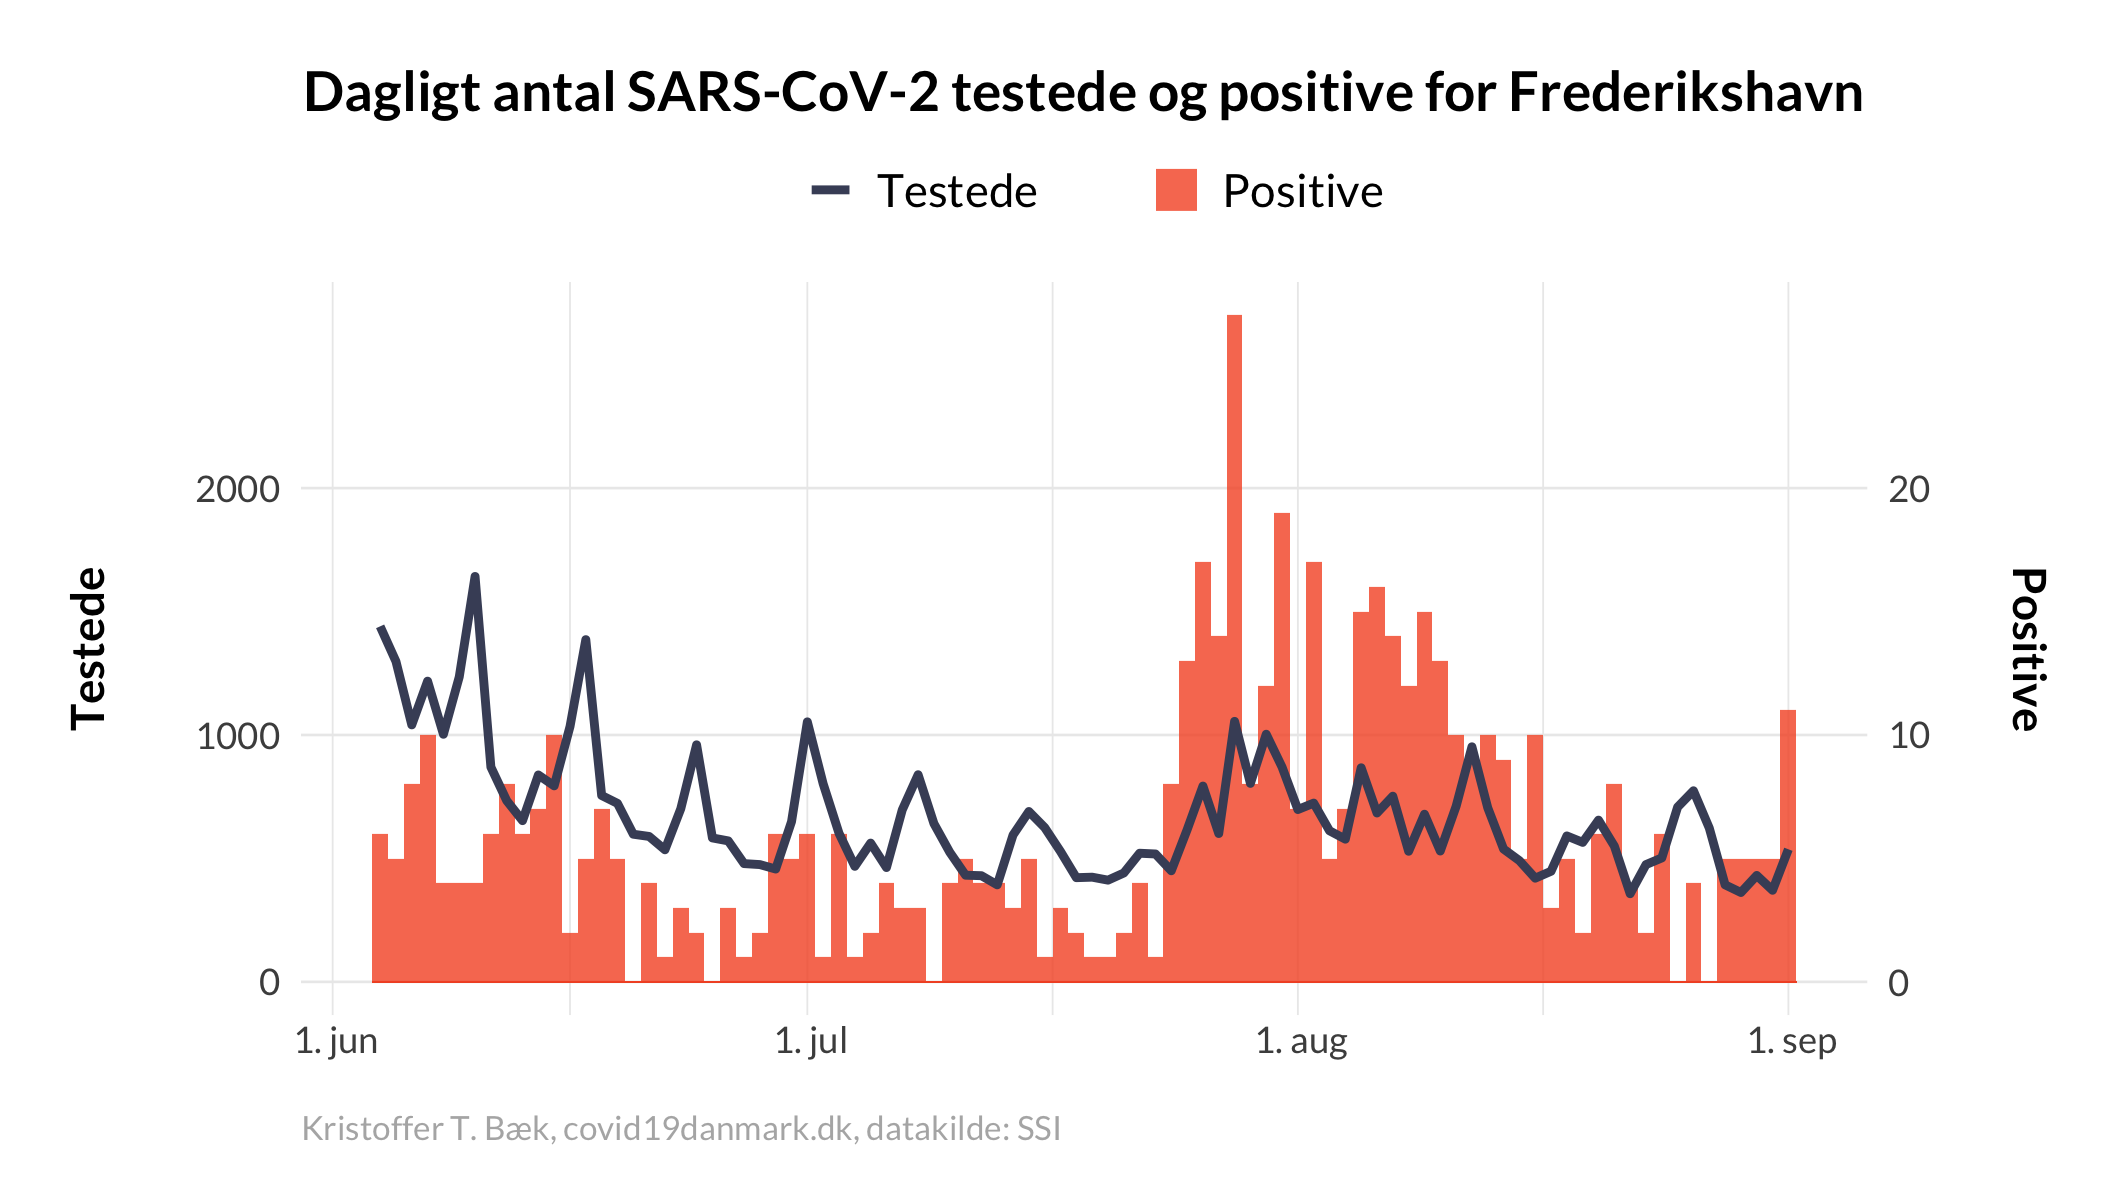 Dagligt antal SARS-CoV-2 testede og positive for Frederikshavn
Testede Positive
2000 20
Testede
Positive
1000 10
0 0
1. jun 1. jul 1. aug 1. sep
Kristoffer T. Bæk, covid19danmark.dk, datakilde: SSI